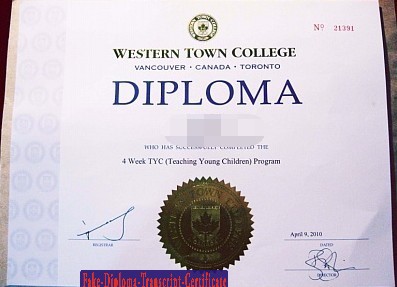 Nº 21391
WESTERN TOWN COLLEGE
VANCOUVER · CANADA · TORONTO
DIPLOMA
WHO HAS SUCCESSFULLY COMPLETED THE
4 Week TYC (Teaching Young Children) Program
April 9, 2010
DATED
REGISTRAR
DIRECTOR
Fake-Diploma-Transcript-Certificate